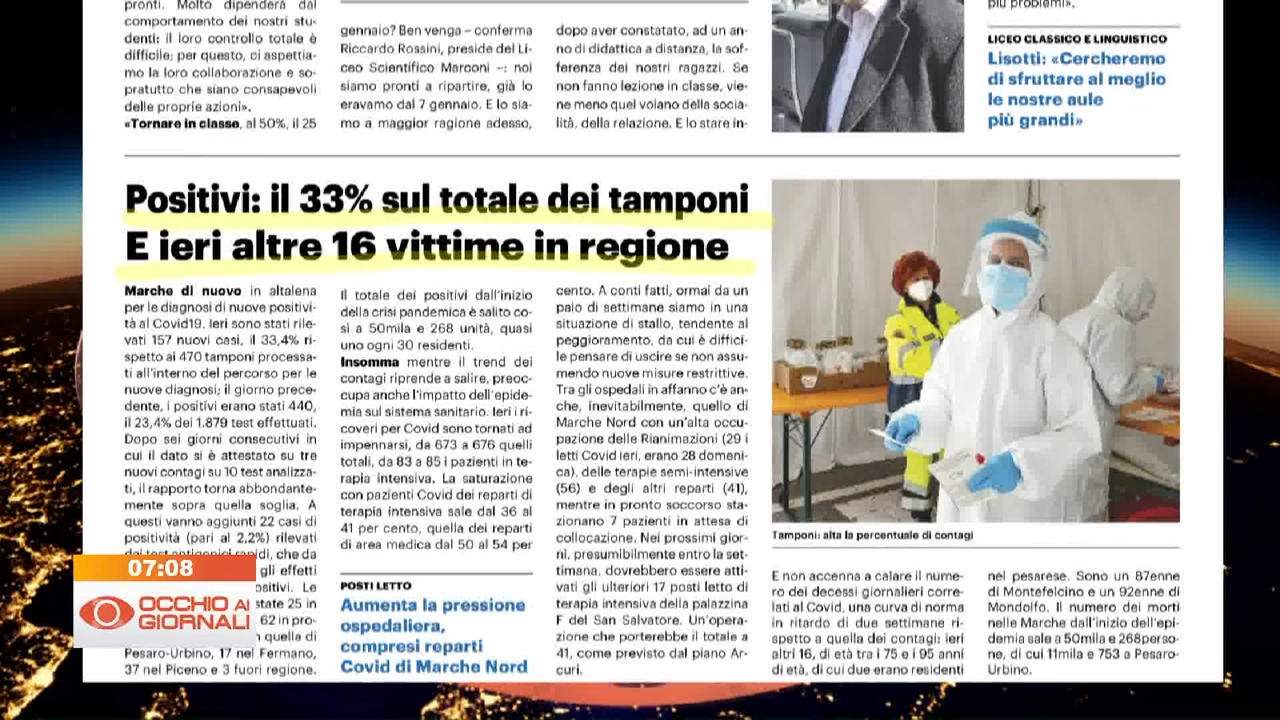 pronti. Molto dipenderà dal
comportamento dei nostri stu-
denti: il loro controllo totale è
difficile; per questo, ci aspettia-
mo la loro collaborazione e so-
pratutto che siano consapevoli
delle proprie azioni».
«Tornare in classe, al 50%, il 25
gennaio? Ben venga – conferma
Riccardo Rossini, preside del Li-
ceo Scientifico Marconi –: noi
siamo pronti a ripartire, già lo
eravamo dal 7 gennaio. E lo sia-
mo a maggior ragione adesso,
dopo aver constatato, ad un an-
no di didattica a distanza, la sof-
ferenza dei nostri ragazzi. Se
non fanno lezione in classe, vie-
ne meno quel volano della socia-
lità, della relazione. E lo stare in-
più problemi».
LICEO CLASSICO E LINGUISTICO
Lisotti: «Cercheremo
di sfruttare al meglio
le nostre aule
più grandi»
Positivi: il 33% sul totale dei tamponi
E ieri altre 16 vittime in regione
Marche di nuovo in altalena
per le diagnosi di nuove positivi-
tà al Covid19. Ieri sono stati rile-
vati 157 nuovi casi, il 33,4% ri-
spetto ai 470 tamponi processa-
ti all'interno del percorso per le
nuove diagnosi; il giorno prece-
dente, i positivi erano stati 440,
il 23,4% dei 1.879 test effettuati.
Dopo sei giorni consecutivi in
cui il dato si è attestato su tre
nuovi contagi su 10 test analizza-
ti, il rapporto torna abbondante-
mente sopra quella soglia. A
questi vanno aggiunti 22 casi di
positività (pari al 2,2%) rilevati
dai test antigenici rapidi, che da
gli effetti
ositivi. Le
state 25 in
62 in pro-
quella di
Pesaro-Urbino, 17 nel Fermano,
37 nel Piceno e 3 fuori regione.
Il totale dei positivi dall'inizio
della crisi pandemica è salito co-
sì a 50mila e 268 unità, quasi
uno ogni 30 residenti.
Insomma mentre il trend dei
contagi riprende a salire, preoc-
cupa anche l'impatto dell'epide-
mia sul sistema sanitario. Ieri i ri-
coveri per Covid sono tornati ad
impennarsi, da 673 a 676 quelli
totali, da 83 a 85 i pazienti in te-
rapia intensiva. La saturazione
con pazienti Covid dei reparti di
terapia intensiva sale dal 36 al
41 per cento, quella dei reparti
di area medica dal 50 al 54 per
POSTI LETTO
Aumenta la pressione
ospedaliera,
compresi reparti
Covid di Marche Nord
cento. A conti fatti, ormai da un
paio di settimane siamo in una
situazione di stallo, tendente al
peggioramento, da cui è diffici-
le pensare di uscire se non assu-
mendo nuove misure restrittive.
Tra gli ospedali in affanno c'è an-
che, inevitabilmente, quello di
Marche Nord con un'alta occu-
pazione delle Rianimazioni (29 i
letti Covid ieri, erano 28 domeni-
ca), delle terapie semi-intensive
(56) e degli altri reparti (41),
mentre in pronto soccorso sta-
zionano 7 pazienti in attesa di
collocazione. Nei prossimi gior-
ni, presumibilmente entro la set-
timana, dovrebbero essere atti-
vati gli ulteriori 17 posti letto di
terapia intensiva della palazzina
F del San Salvatore. Un'opera-
zione che porterebbe il totale a
41, come previsto dal piano Ar-
curi.
Tamponi: alta la percentuale di contagi
E non accenna a calare il nume-
ro dei decessi giornalieri corre-
lati al Covid, una curva di norma
in ritardo di due settimane ri-
spetto a quella dei contagi: ieri
altri 16, di età tra i 75 e i 95 anni
di età, di cui due erano residenti
nel pesarese. Sono un 87enne
di Montefelcino e un 92enne di
Mondolfo. Il numero dei morti
nelle Marche dall'inizio dell'epi-
demia sale a 50mila e 268perso-
ne, di cui 11mila e 753 a Pesaro-
Urbino.
07:08
OCCHIO AI
GIORNALI